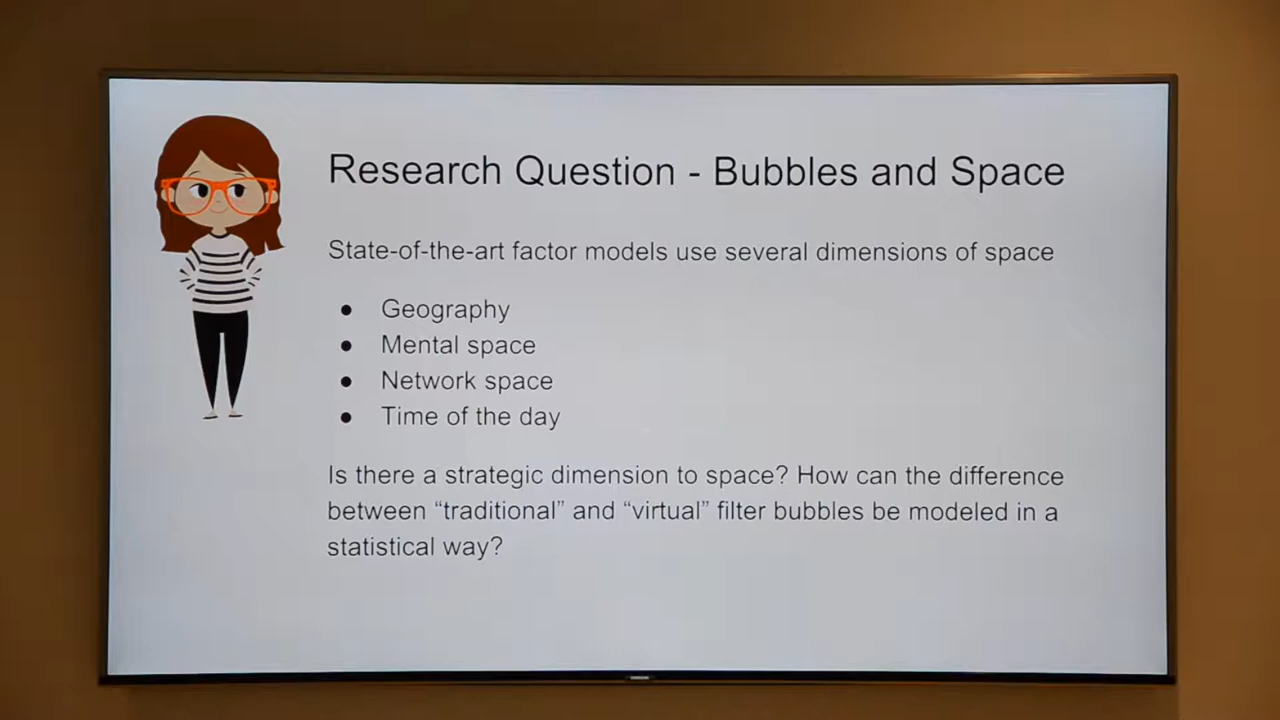 Research Question - Bubbles and Space
State-of-the-art factor models use several dimensions of space
● Geography
● Mental space
● Network space
● Time of the day
Is there a strategic dimension to space? How can the difference
between “traditional” and “virtual” filter bubbles be modeled in a
statistical way?